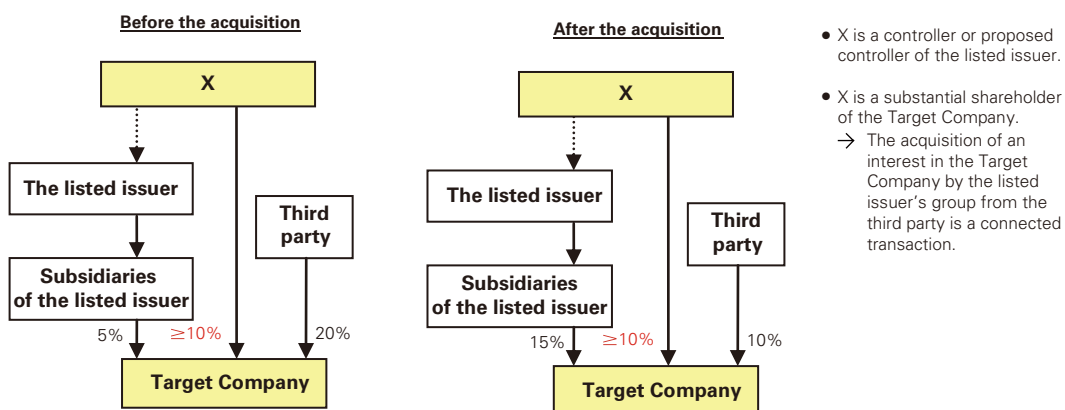 Before the acquisition
X
The listed issuer
Third
party
Subsidiaries
of the listed issuer
5%
≥10%
20%
Target Company
After the acquisition
X
The listed issuer
Third
party
Subsidiaries
of the listed issuer
15%
≥10%
10%
Target Company
• X is a controller or proposed
controller of the listed issuer.
• X is a substantial shareholder
of the Target Company.
→ The acquisition of an
interest in the Target
Company by the listed
issuer's group from the
third party is a connected
transaction.